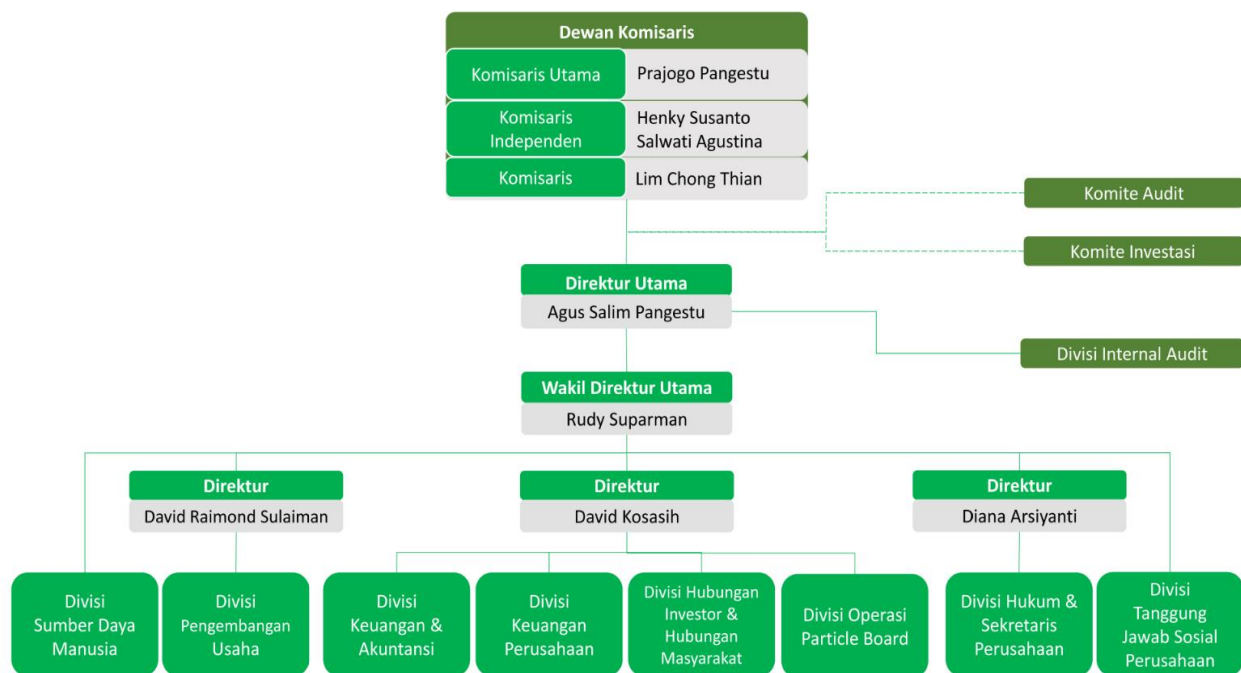 Dewan Komisaris
Komisaris Utama
Prajogo Pangestu
Komisaris
Independen
Henky Susanto
Salwati Agustina
Komisaris
Lim Chong Thian
Komite Audit
Komite Investasi
Direktur Utama
Agus Salim Pangestu
Divisi Internal Audit
Wakil Direktur Utama
Rudy Suparman
Direktur
David Raimond Sulaiman
Direktur
David Kosasih
Direktur
Diana Arsiyanti
Divisi
Sumber Daya
Manusia
Divisi
Pengembangan
Usaha
Divisi
Keuangan &
Akuntansi
Divisi
Keuangan
Perusahaan
Divisi Hubungan
Investor &
Hubungan
Masyarakat
Divisi Operasi
Particle Board
Divisi Hukum &
Sekretaris
Perusahaan
Divisi
Tanggung
Jawab Sosial
Perusahaan